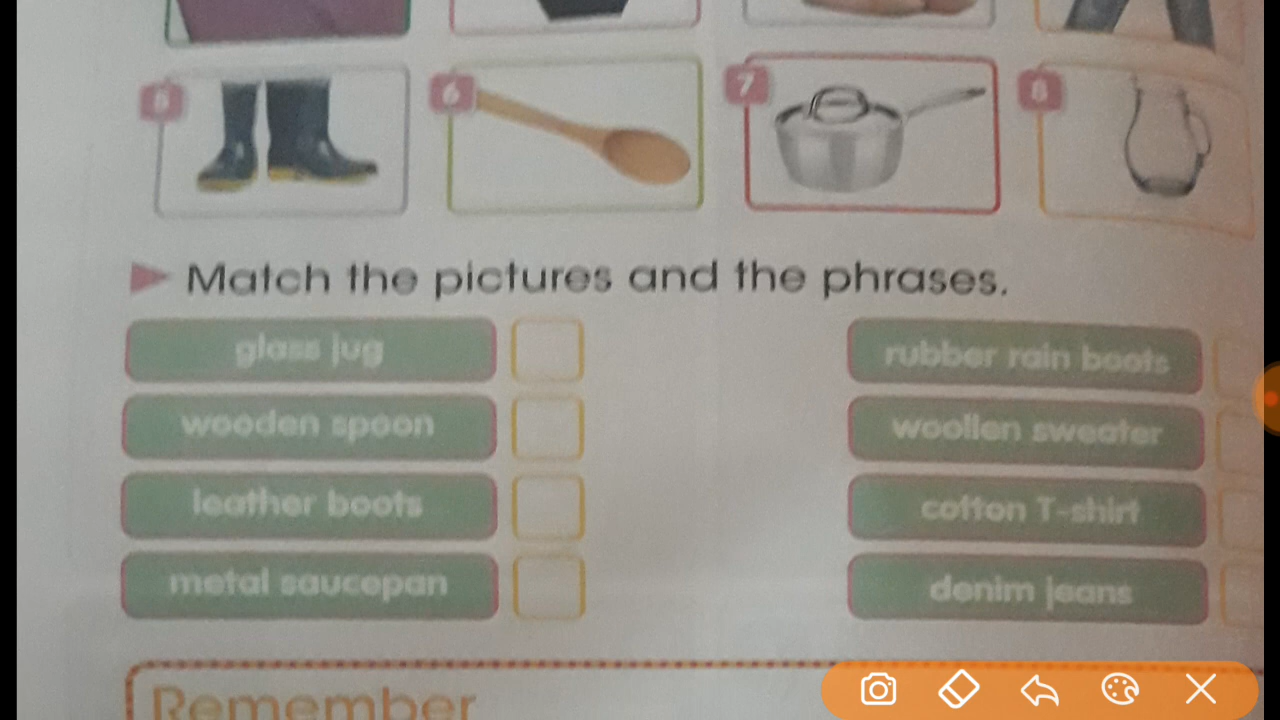 5 6 7 8
Match the pictures and the phrases.
glass jug
rubber rain boots
wooden spoon
woollen sweater
leather boots
cotton T-shirt
metal saucepan
denim jeans
Remember